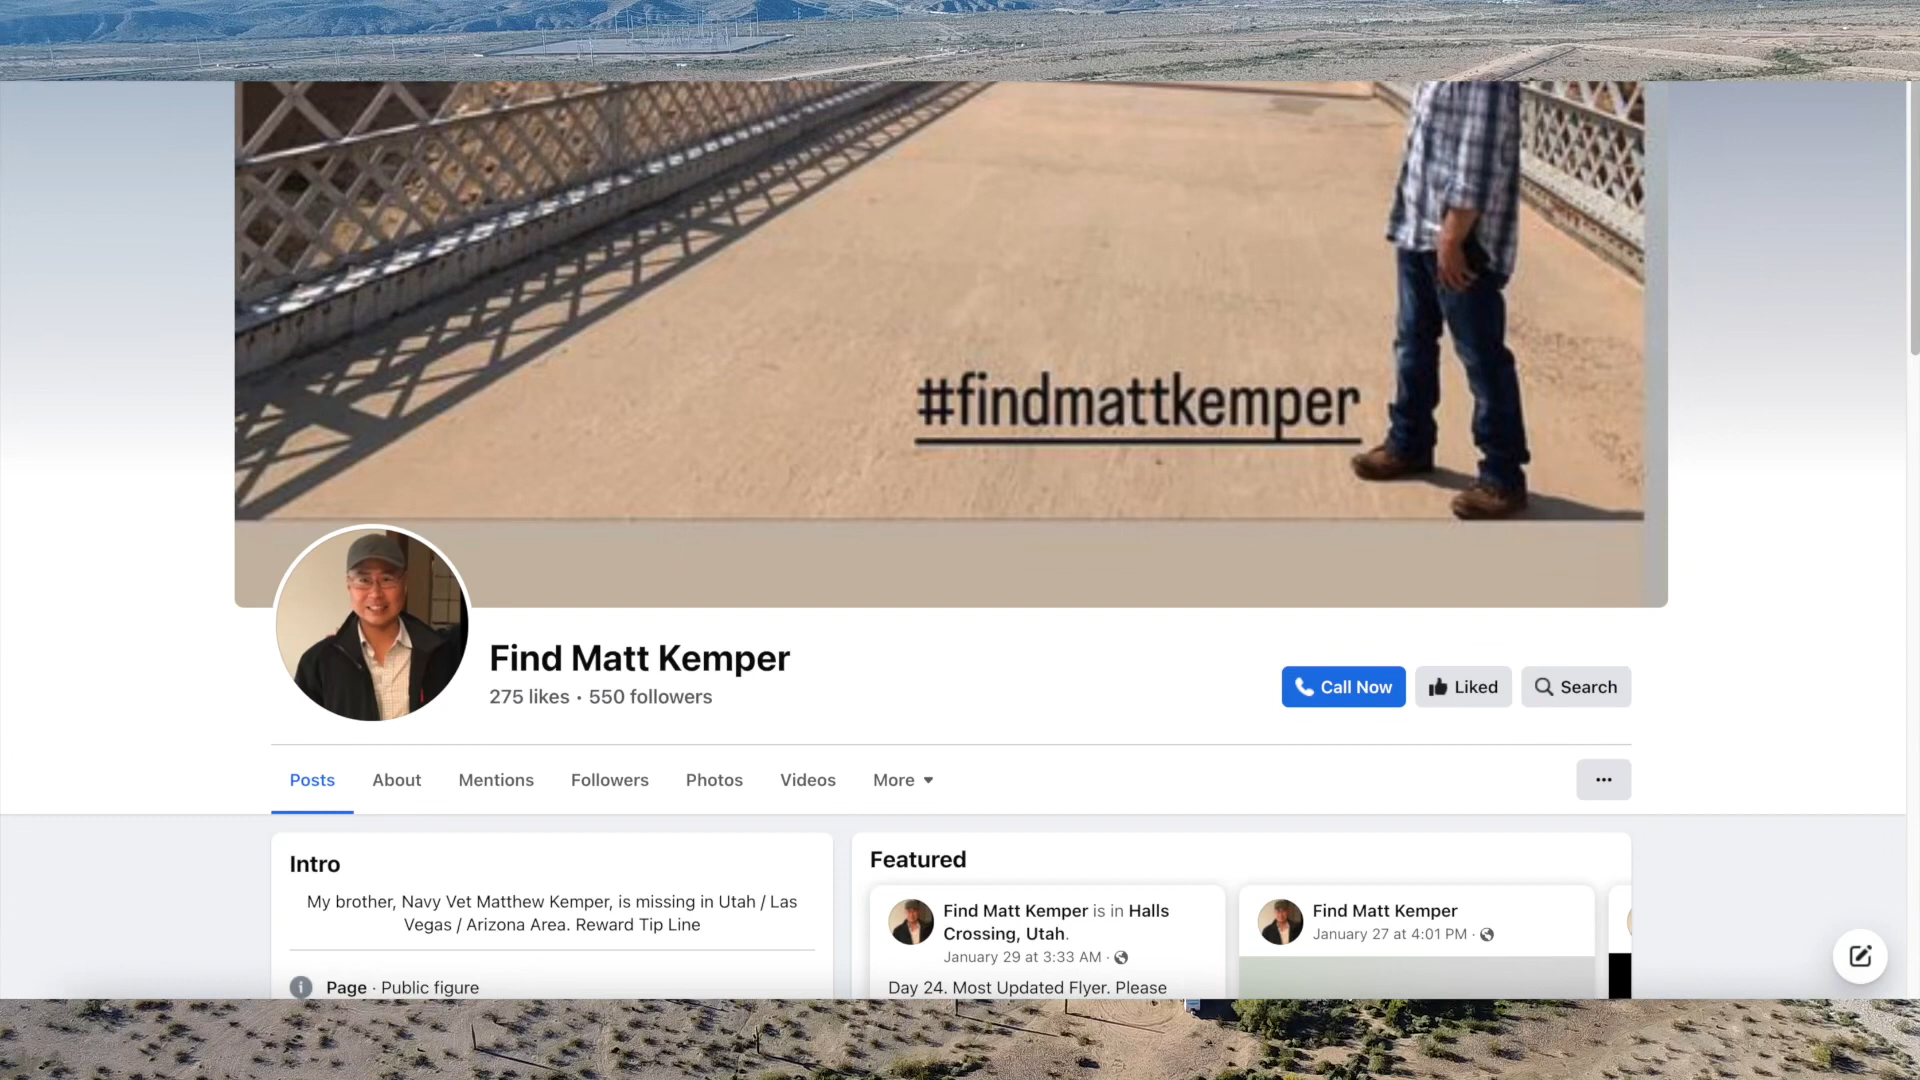 #findmattkemper
Find Matt Kemper
275 likes · 550 followers
Call Now
Liked
Search
Posts
About
Mentions
Followers
Photos
Videos
More
Intro
My brother, Navy Vet Matthew Kemper, is missing in Utah / Las
Vegas / Arizona Area. Reward Tip Line
Page · Public figure
Featured
Find Matt Kemper is in Halls
Crossing, Utah.
January 29 at 3:33 AM ·
Day 24. Most Updated Flyer. Please
Find Matt Kemper
January 27 at 4:01 PM ·